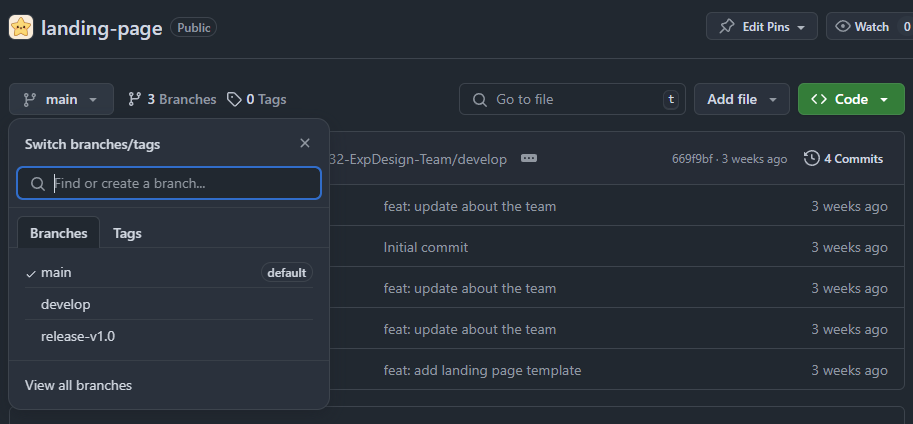 landing-page Public Edit Pins Watch 0
main 3 Branches 0 Tags Go to file t Add file Code
Switch branches/tags
32-ExpDesign-Team/develop 669f9bf · 3 weeks ago 4 Commits
Find or create a branch...
feat: update about the team 3 weeks ago
Branches Tags
Initial commit 3 weeks ago
main default
feat: update about the team 3 weeks ago
develop
feat: update about the team 3 weeks ago
release-v1.0
feat: add landing page template 3 weeks ago
View all branches